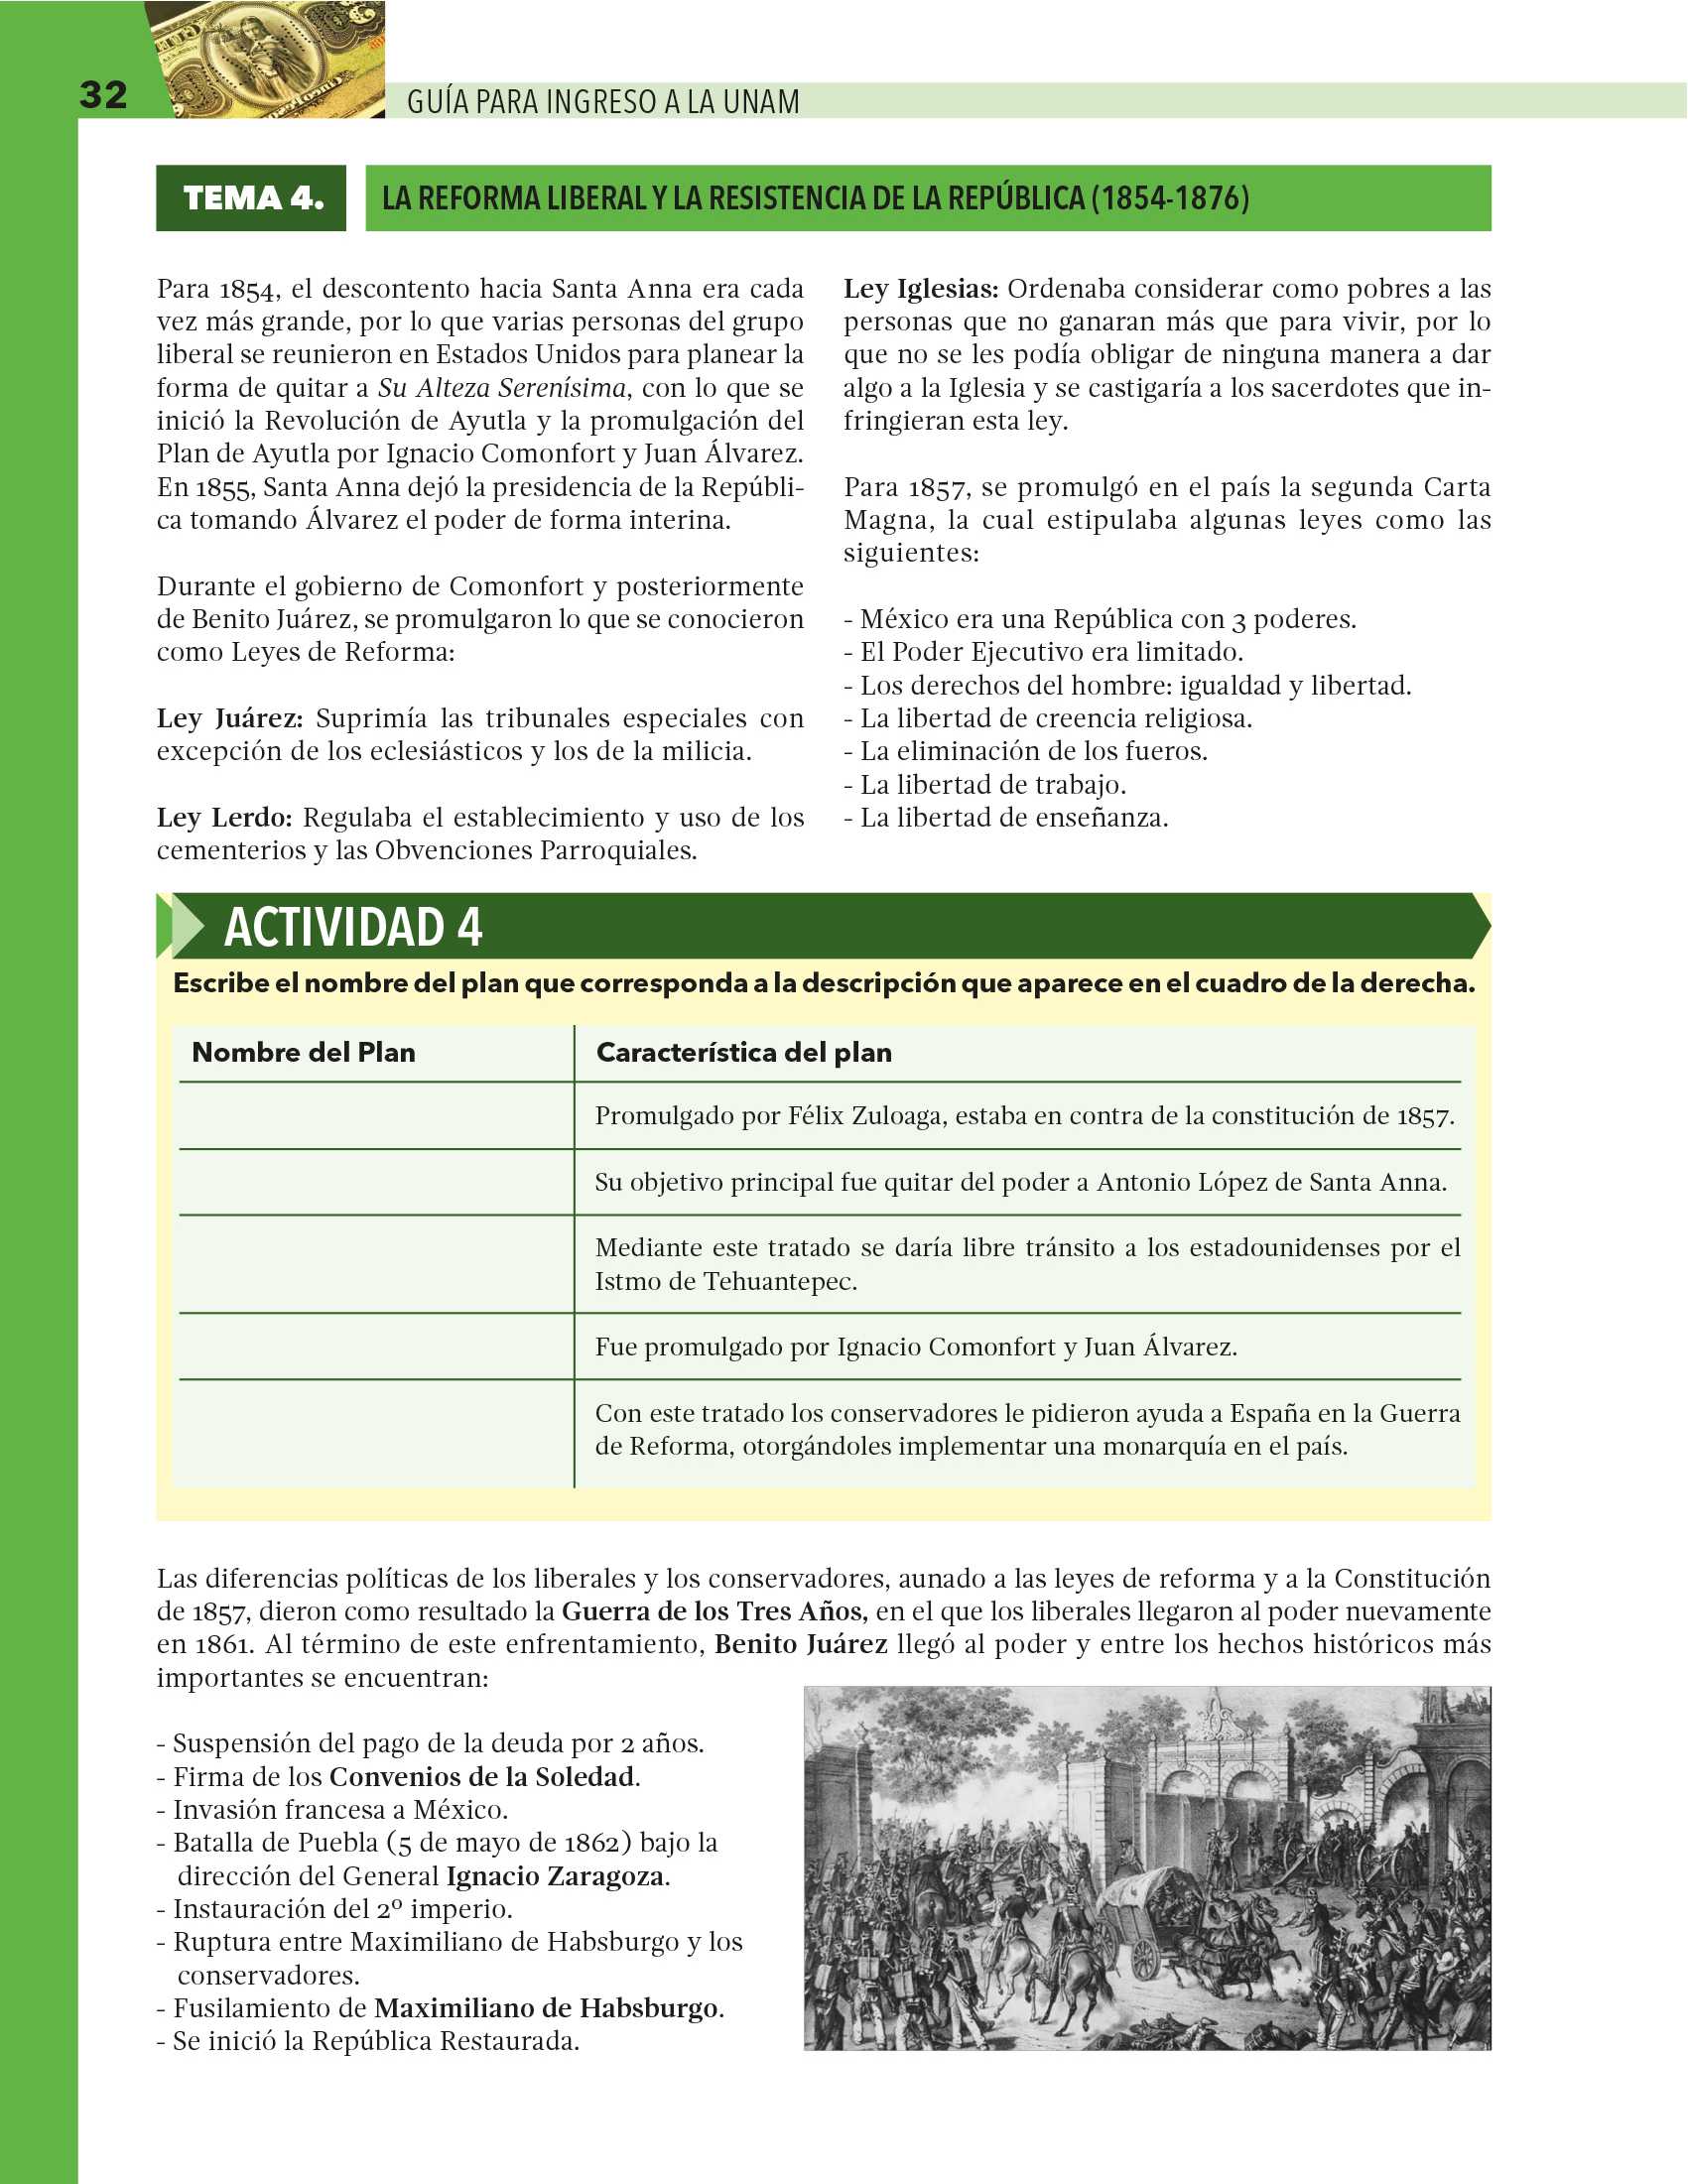 32
GUÍA PARA INGRESO A LA UNAM
TEMA 4.
LA REFORMA LIBERAL Y LA RESISTENCIA DE LA REPÚBLICA (1854-1876)
Para 1854, el descontento hacia Santa Anna era cada
vez más grande, por lo que varias personas del grupo
liberal se reunieron en Estados Unidos para planear la
forma de quitar a Su Alteza Serenísima, con lo que se
inició la Revolución de Ayutla y la promulgación del
Plan de Ayutla por Ignacio Comonfort y Juan Álvarez.
En 1855, Santa Anna dejó la presidencia de la Repúbli-
ca tomando Álvarez el poder de forma interina.
Durante el gobierno de Comonfort y posteriormente
de Benito Juárez, se promulgaron lo que se conocieron
como Leyes de Reforma:
Ley Juárez: Suprimía las tribunales especiales con
excepción de los eclesiásticos y los de la milicia.
Ley Lerdo: Regulaba el establecimiento y uso de los
cementerios y las Obvenciones Parroquiales.
Ley Iglesias: Ordenaba considerar como pobres a las
personas que no ganaran más que para vivir, por lo
que no se les podía obligar de ninguna manera a dar
algo a la Iglesia y se castigaría a los sacerdotes que in-
fringieran esta ley.
Para 1857, se promulgó en el país la segunda Carta
Magna, la cual estipulaba algunas leyes como las
siguientes:
- México era una República con 3 poderes.
- El Poder Ejecutivo era limitado.
- Los derechos del hombre: igualdad y libertad.
- La libertad de creencia religiosa.
- La eliminación de los fueros.
- La libertad de trabajo.
- La libertad de enseñanza.
ACTIVIDAD 4
Escribe el nombre del plan que corresponda a la descripción que aparece en el cuadro de la derecha.
Nombre del Plan
Característica del plan
Promulgado por Félix Zuloaga, estaba en contra de la constitución de 1857.
Su objetivo principal fue quitar del poder a Antonio López de Santa Anna.
Mediante este tratado se daría libre tránsito a los estadounidenses por el
Istmo de Tehuantepec.
Fue promulgado por Ignacio Comonfort y Juan Álvarez.
Con este tratado los conservadores le pidieron ayuda a España en la Guerra
de Reforma, otorgándoles implementar una monarquía en el país.
Las diferencias políticas de los liberales y los conservadores, aunado a las leyes de reforma y a la Constitución
de 1857, dieron como resultado la Guerra de los Tres Años, en el que los liberales llegaron al poder nuevamente
en 1861. Al término de este enfrentamiento, Benito Juárez llegó al poder y entre los hechos históricos más
importantes se encuentran:
- Suspensión del pago de la deuda por 2 años.
- Firma de los Convenios de la Soledad.
- Invasión francesa a México.
- Batalla de Puebla (5 de mayo de 1862) bajo la
dirección del General Ignacio Zaragoza.
- Instauración del 2º imperio.
- Ruptura entre Maximiliano de Habsburgo y los
conservadores.
- Fusilamiento de Maximiliano de Habsburgo.
- Se inició la República Restaurada.